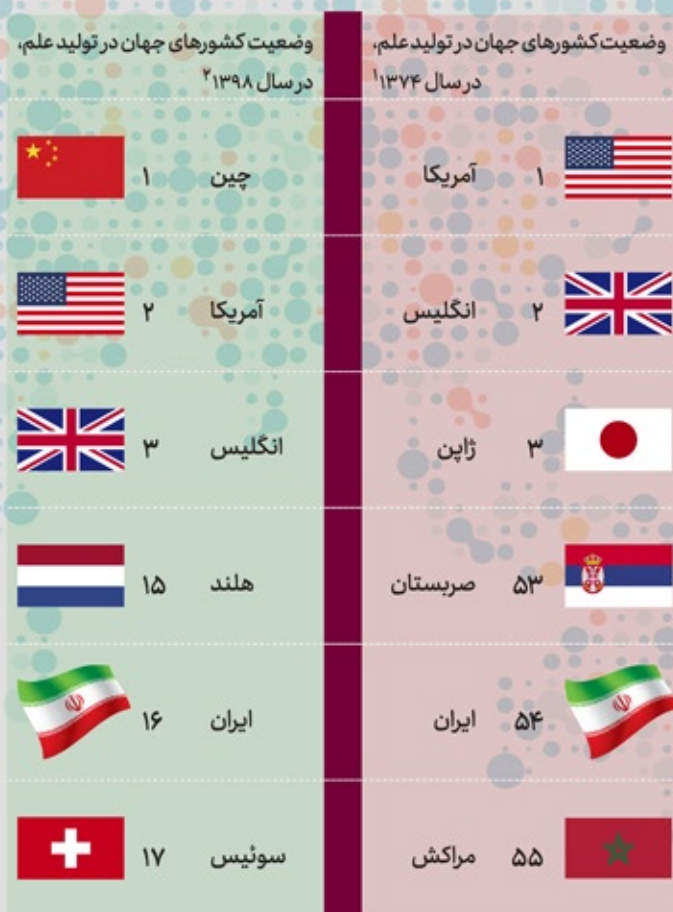 وضعیت کشورهای جهان در تولید علم،
در سال ۱۳۷۴¹
۱ آمریکا
۲ انگلیس
۳ ژاپن
۵۳ صربستان
۵۴ ایران
۵۵ مراکش
وضعیت کشورهای جهان در تولید علم،
در سال ۱۳۹۸²
چین ۱
آمریکا ۲
انگلیس ۳
هلند ۱۵
ایران ۱۶
سوئیس ۱۷